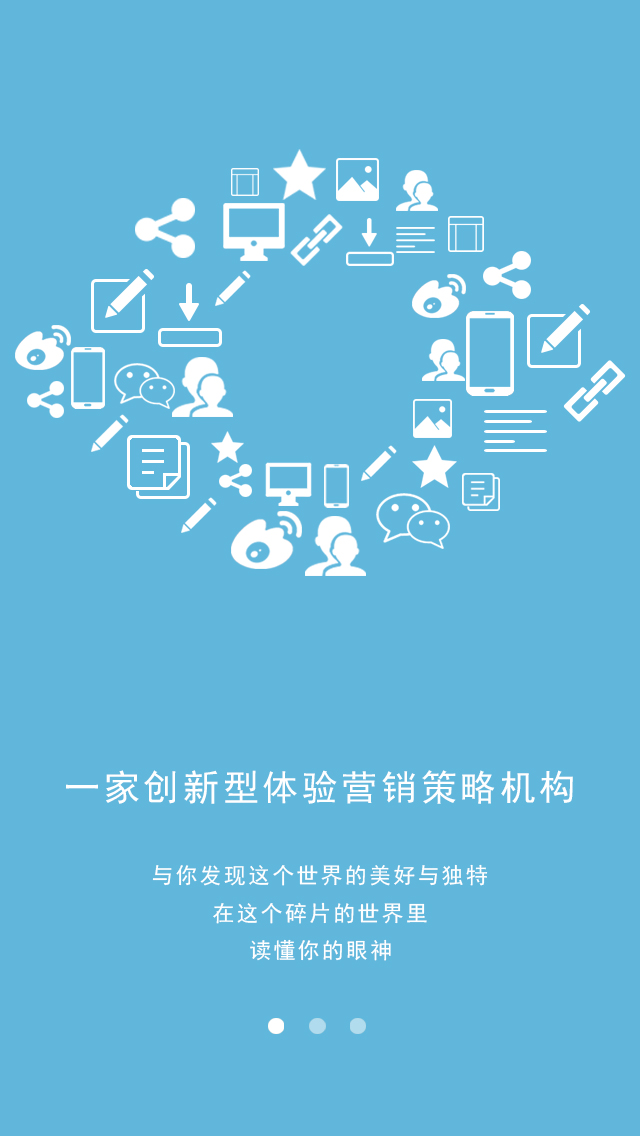 一家创新型体验营销策略机构
与你发现这个世界的美好与独特
在这个碎片的世界里
读懂你的眼神